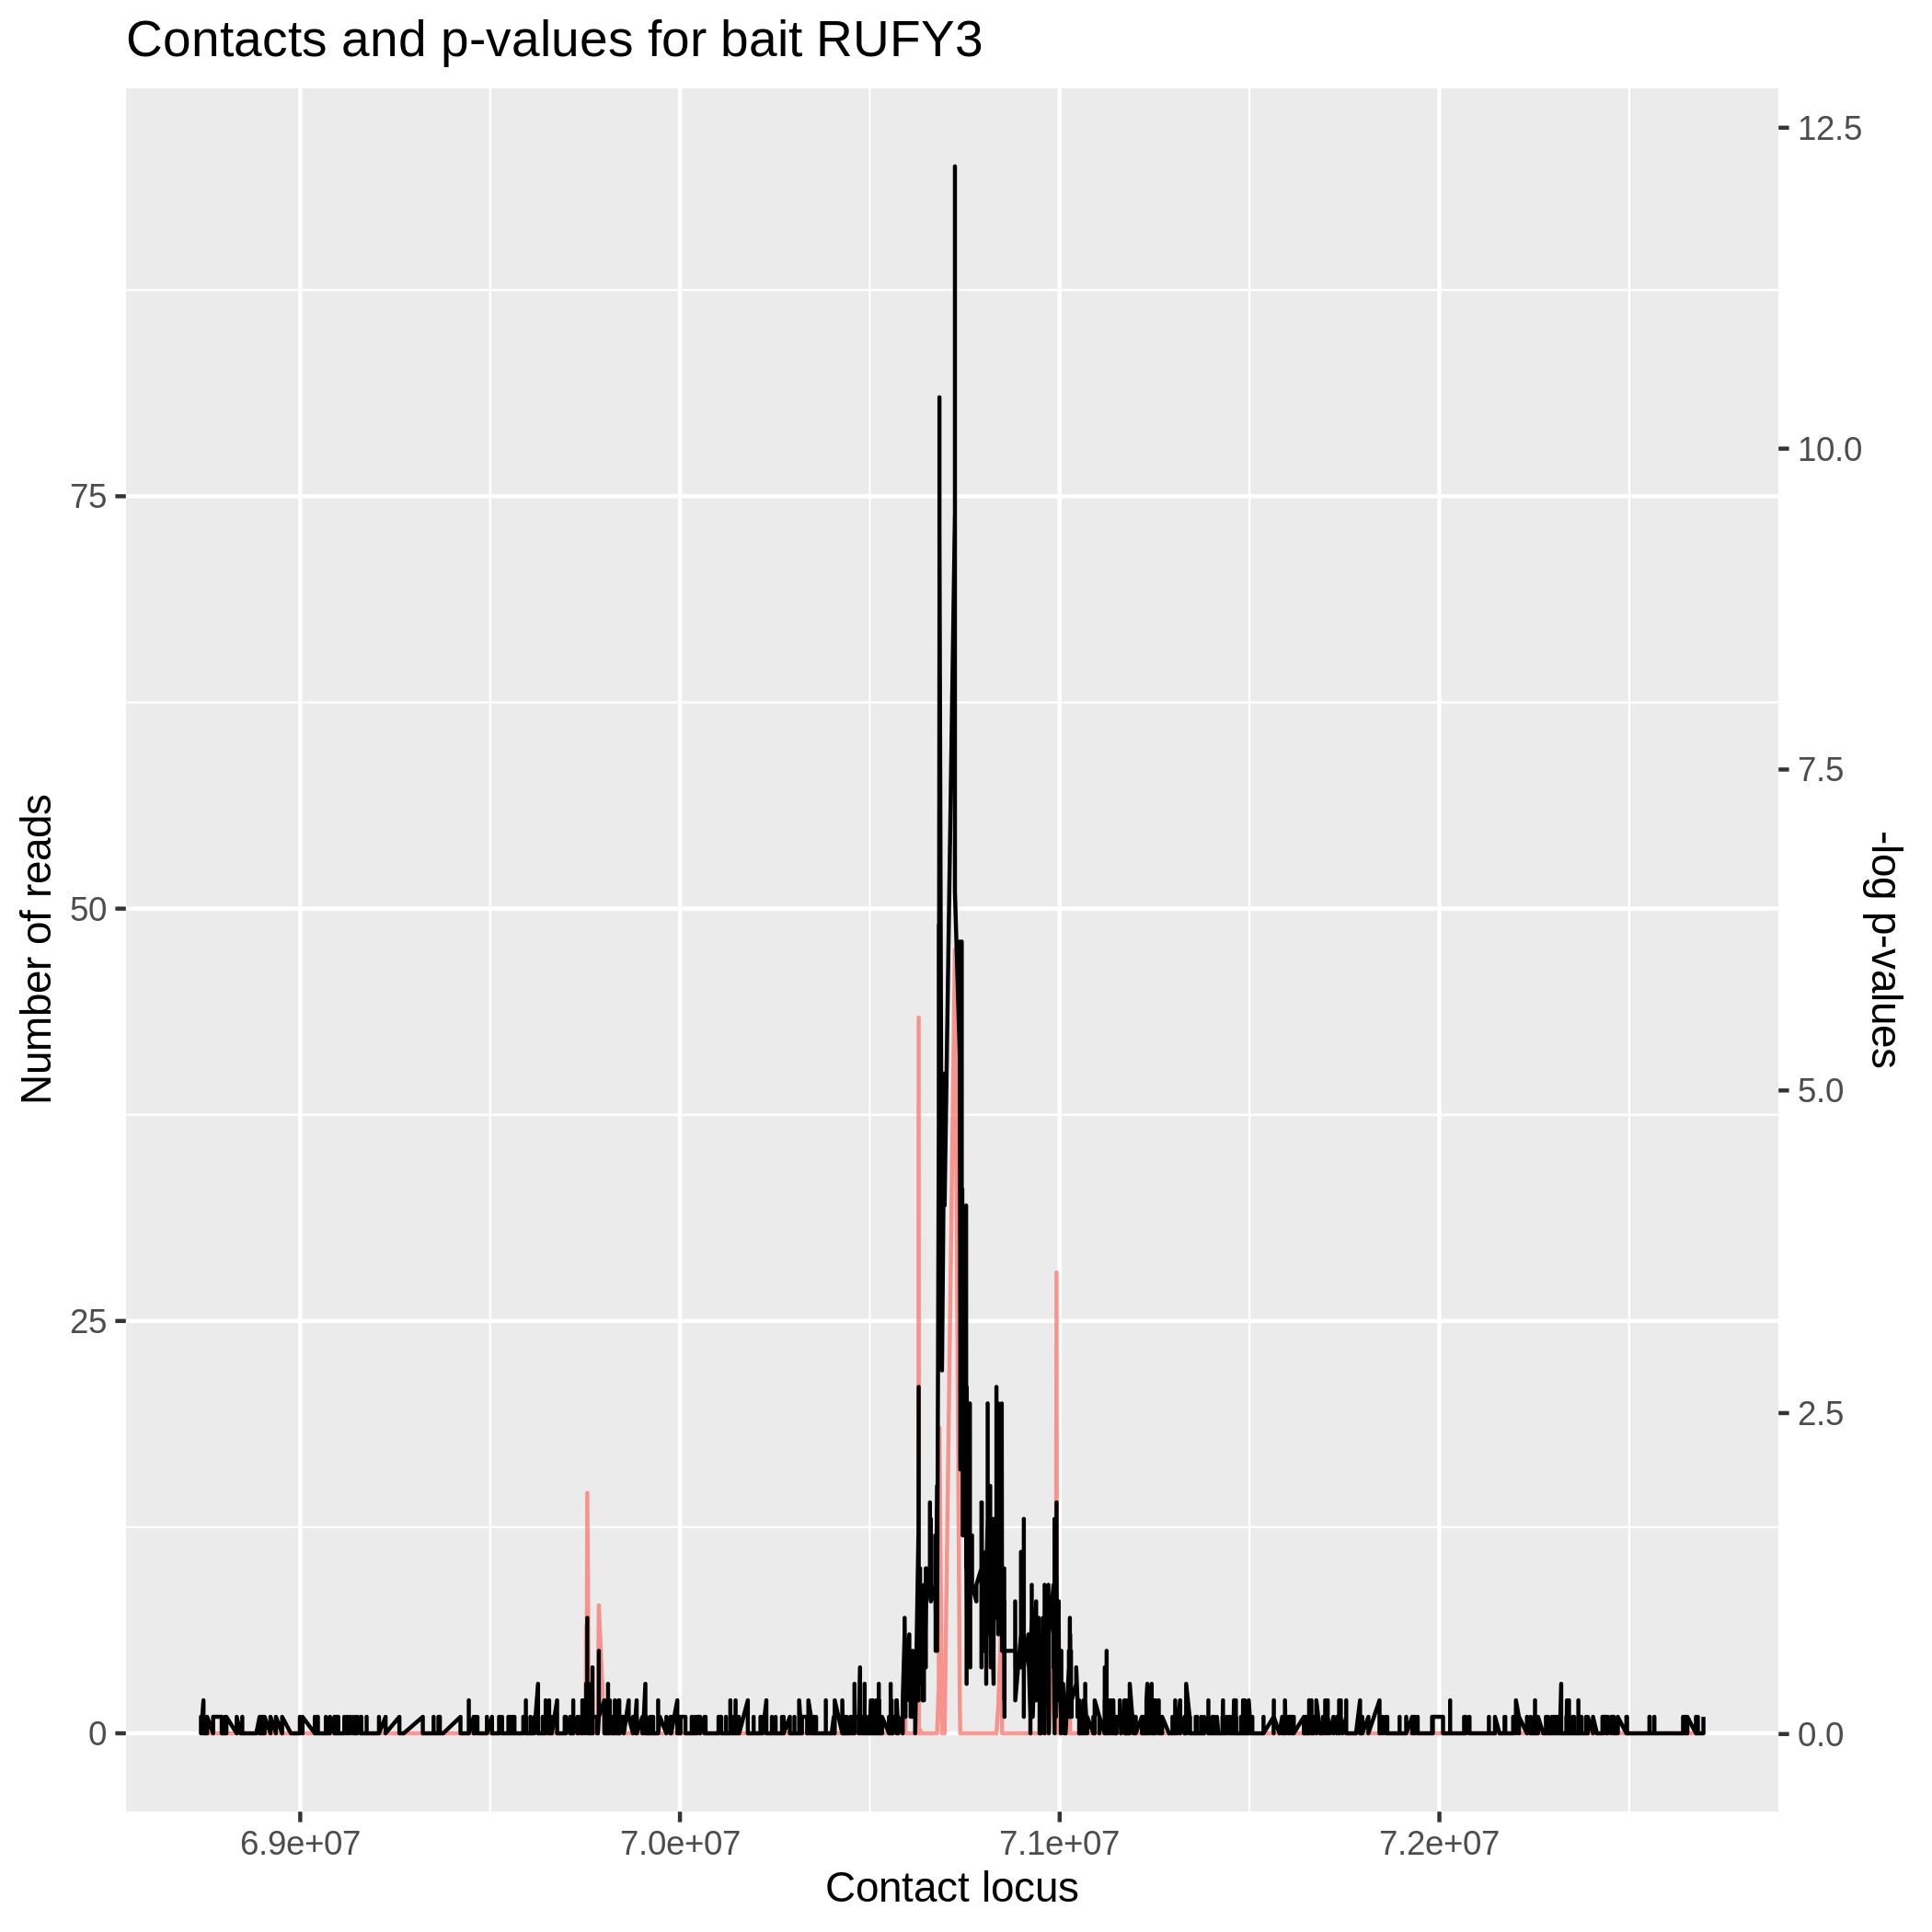 Contacts and p-values for bait RUFY3
Number of reads
75
50
25
0
12.5
10.0
7.5
5.0
2.5
0.0
-log p-values
6.9e+07
7.0e+07
7.1e+07
7.2e+07
Contact locus